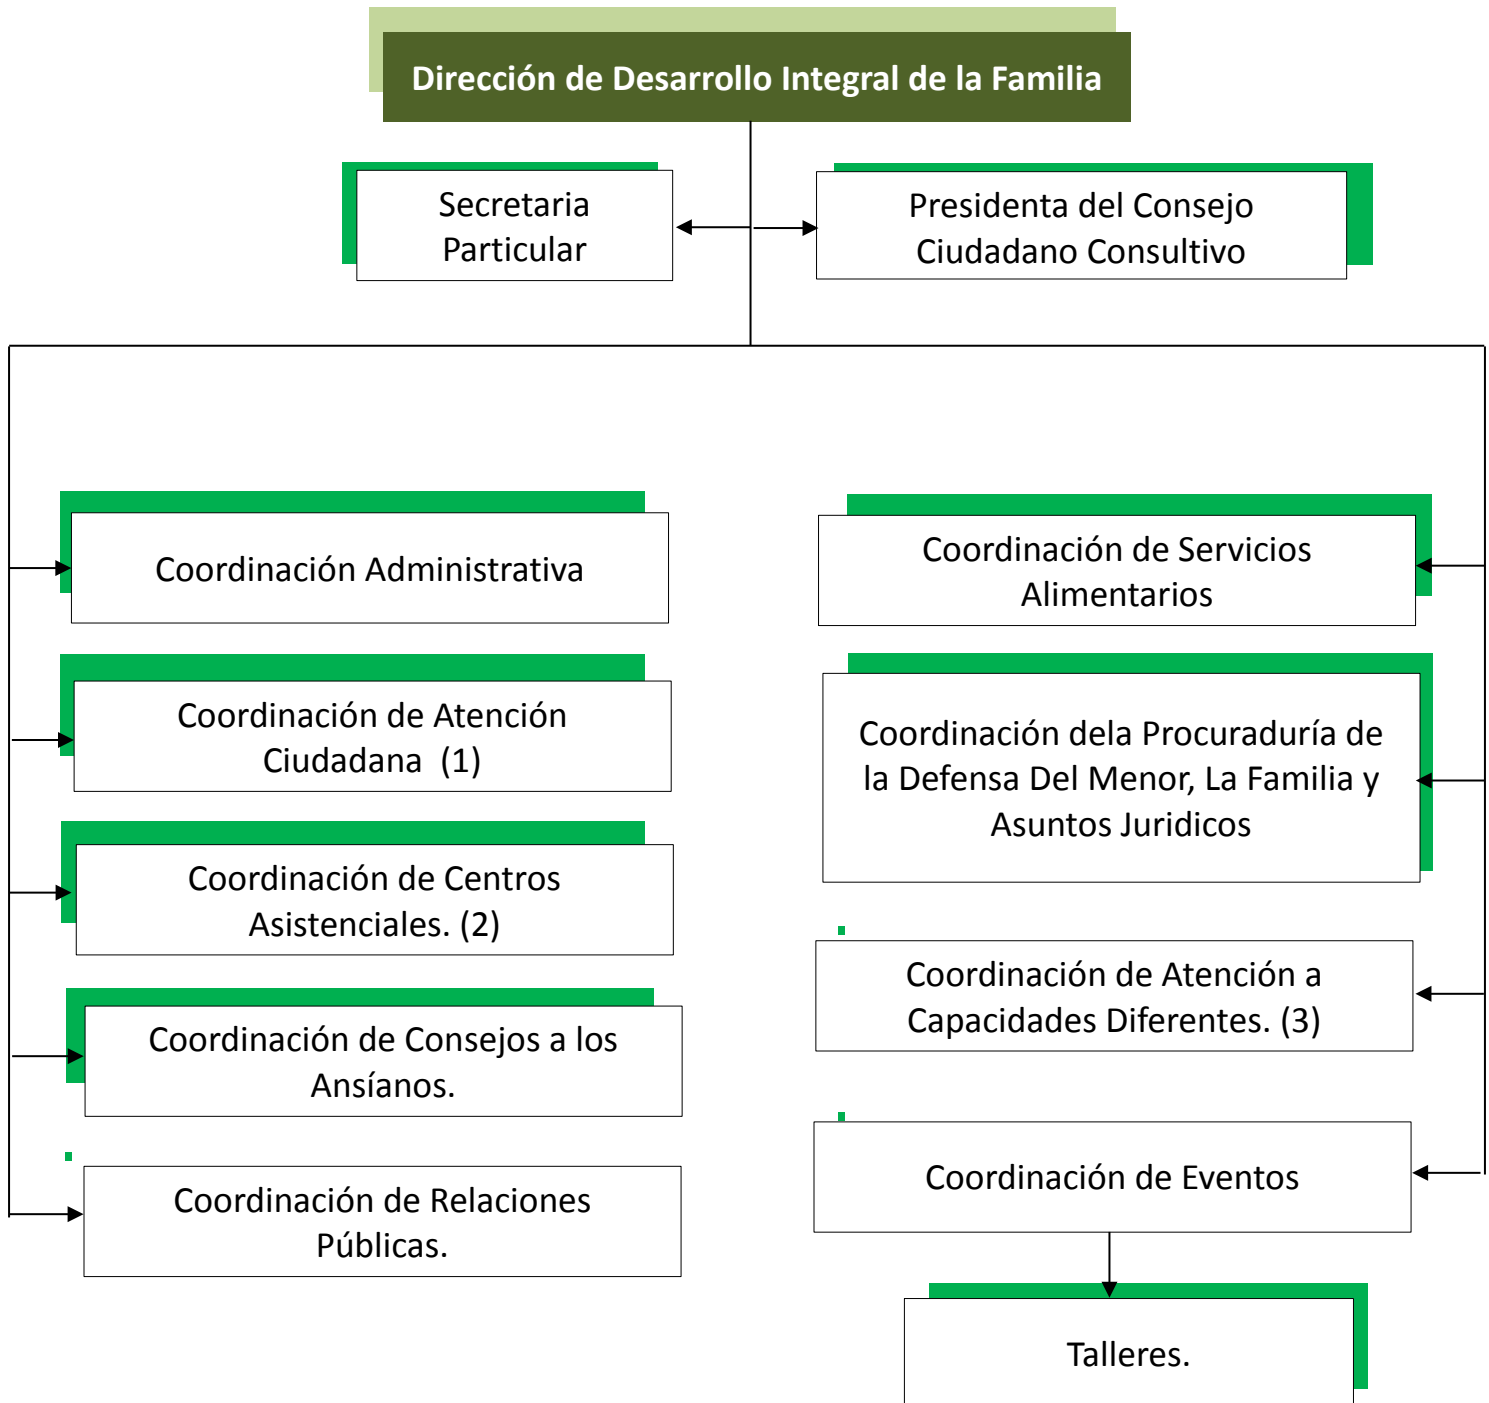 Dirección de Desarrollo Integral de la Familia
Secretaria
Particular
Presidenta del Consejo
Ciudadano Consultivo
Coordinación Administrativa
Coordinación de Atención
Ciudadana  (1)
Coordinación de Centros
Asistenciales. (2)
Coordinación de Consejos a los
Ansíanos.
Coordinación de Relaciones
Públicas.
Coordinación de Servicios
Alimentarios
Coordinación dela Procuraduría de
la Defensa Del Menor, La Familia y
Asuntos Juridicos
Coordinación de Atención a
Capacidades Diferentes. (3)
Coordinación de Eventos
Talleres.